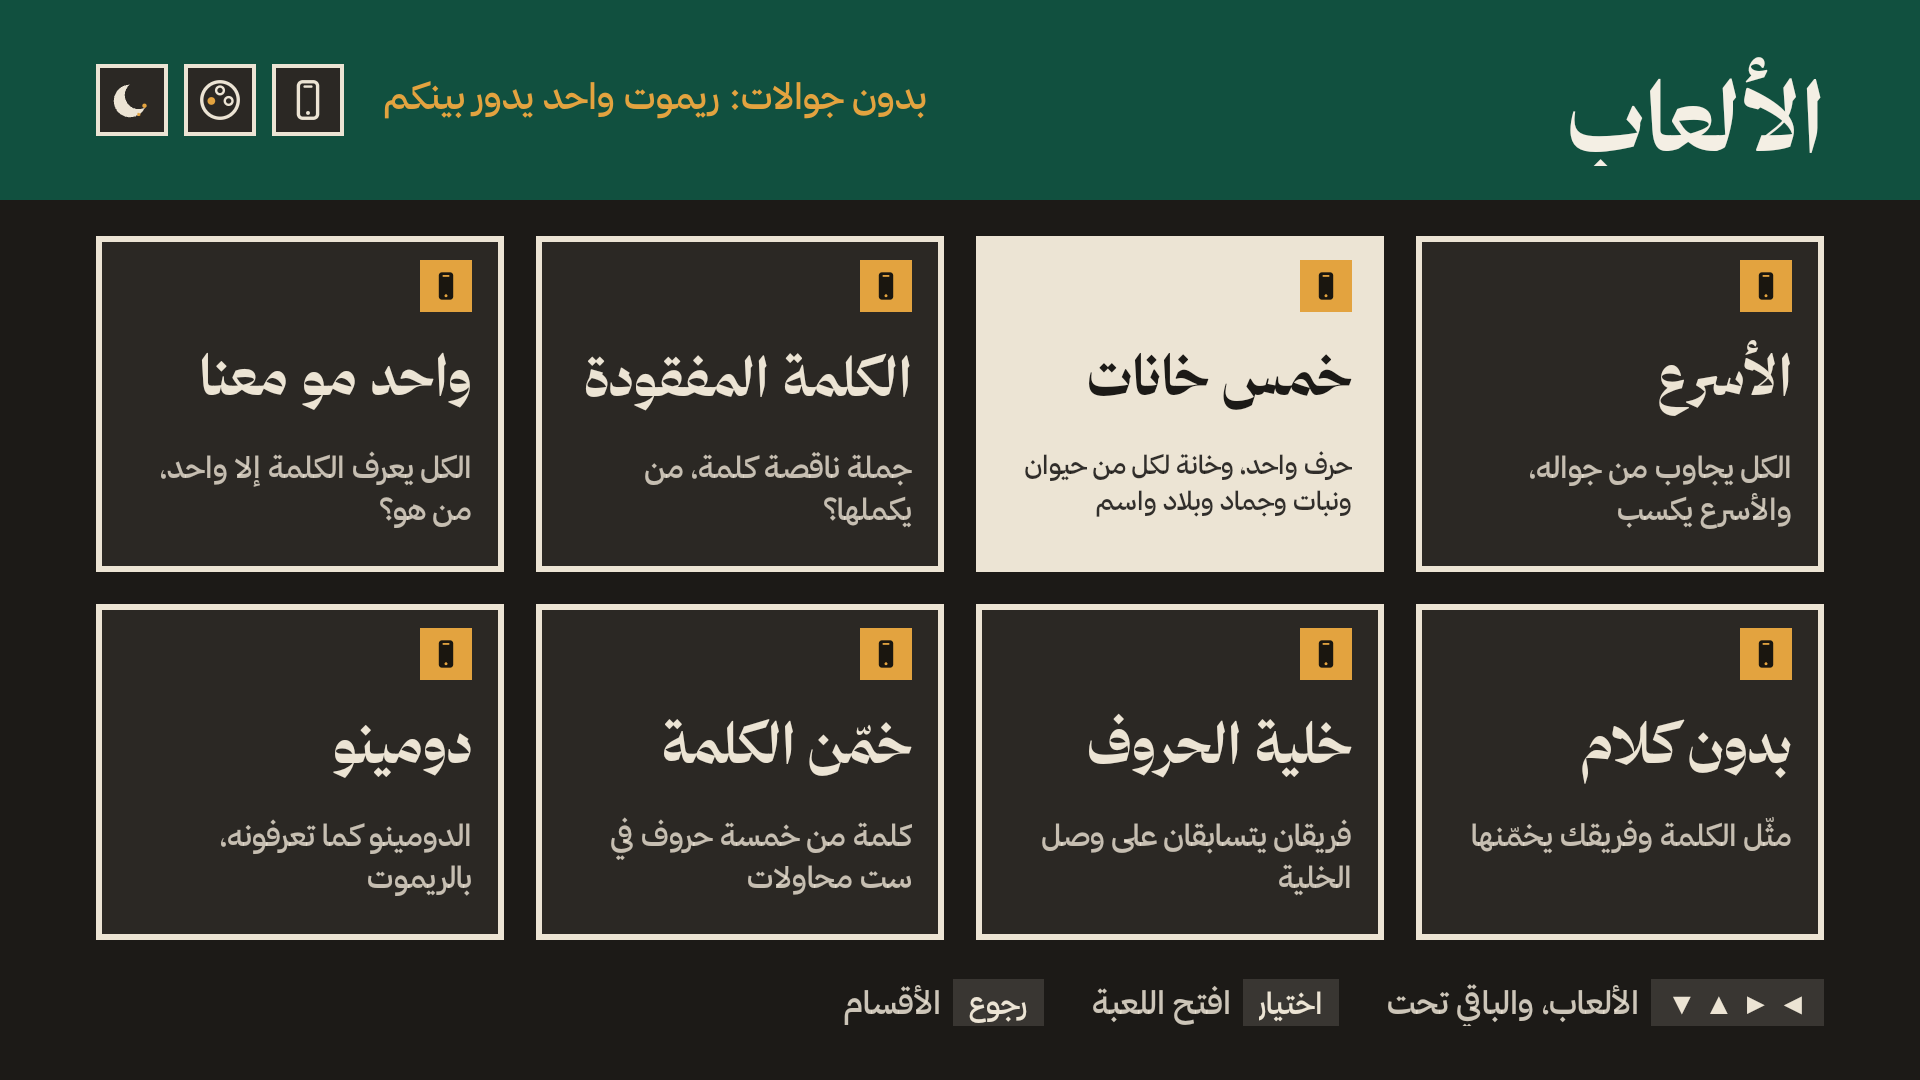 الألعاب
بدون جوالات: ريموت واحد يدور بينكم
الأسرع
الكل يجاوب من جواله،
والأسرع يكسب
خمس خانات
حرف واحد، وخانة لكل من حيوان
ونبات وجماد وبلاد واسم
الكلمة المفقودة
جملة ناقصة كلمة، من
يكملها؟
واحد مو معنا
الكل يعرف الكلمة إلا واحد،
من هو؟
بدون كلام
مثّل الكلمة وفريقك يخمّنها
خلية الحروف
فريقان يتسابقان على وصل
الخلية
خمّن الكلمة
كلمة من خمسة حروف في
ست محاولات
دومينو
الدومينو كما تعرفونه،
بالريموت
◀ ▶ ▲ ▼ الألعاب، والباقي تحت
اختيار افتح اللعبة
رجوع الأقسام